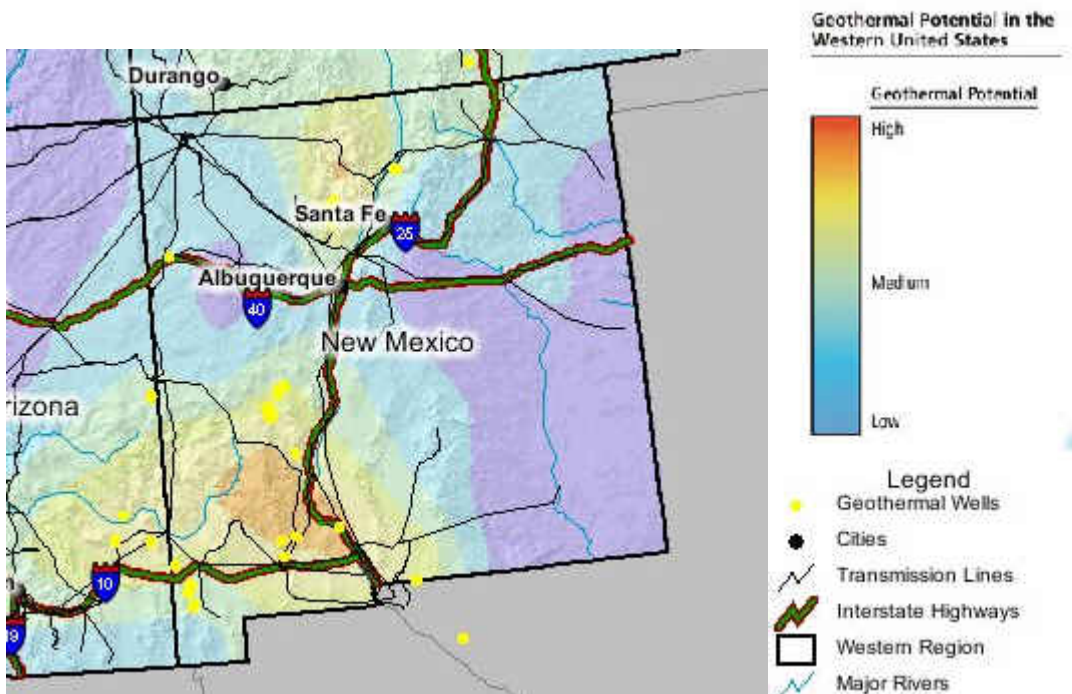 Durango
Santa Fe
25
Albuquerque
40
New Mexico
rizona
10
n
19
Geothermal Potential in the
Western United States
Geothermal Potential
High
Medium
Low
Legend
Geothermal Wells
Cities
Transmission Lines
Interstate Highways
Western Region
Major Rivers